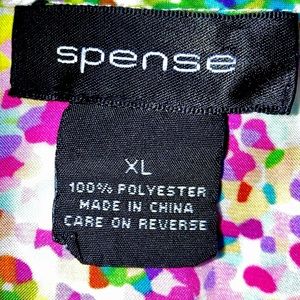 spense
XL
100% POLYESTER
MADE IN CHINA
CARE ON REVERSE